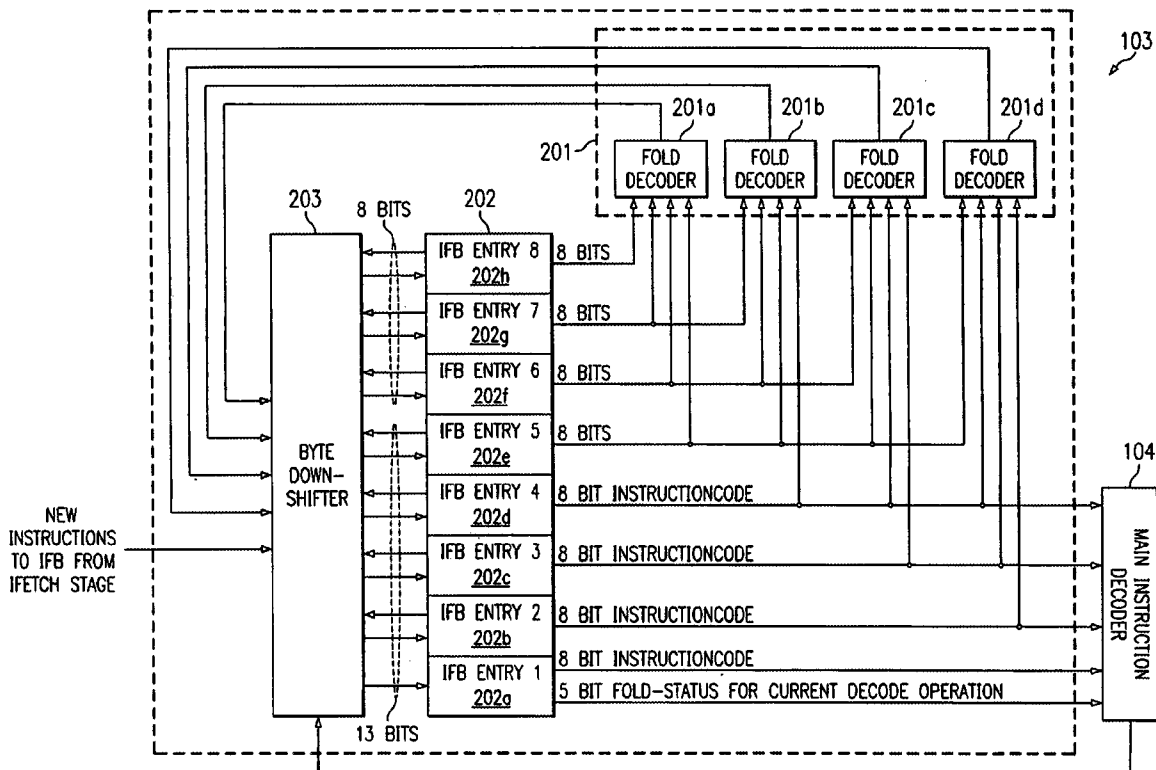 103
201a
201b
201c
201d
201
FOLD
DECODER
FOLD
DECODER
FOLD
DECODER
FOLD
DECODER
203
8 BITS
202
IFB ENTRY 8
202h
8 BITS
IFB ENTRY 7
202g
8 BITS
IFB ENTRY 6
202f
8 BITS
IFB ENTRY 5
202e
8 BITS
BYTE
DOWN-
SHIFTER
IFB ENTRY 4
202d
8 BIT INSTRUCTIONCODE
104
NEW
INSTRUCTIONS
TO IFB FROM
IFETCH STAGE
IFB ENTRY 3
202c
8 BIT INSTRUCTIONCODE
MAIN INSTRUCTION
DECODER
IFB ENTRY 2
202b
8 BIT INSTRUCTIONCODE
IFB ENTRY 1
202a
8 BIT INSTRUCTIONCODE
5 BIT FOLD-STATUS FOR CURRENT DECODE OPERATION
13 BITS